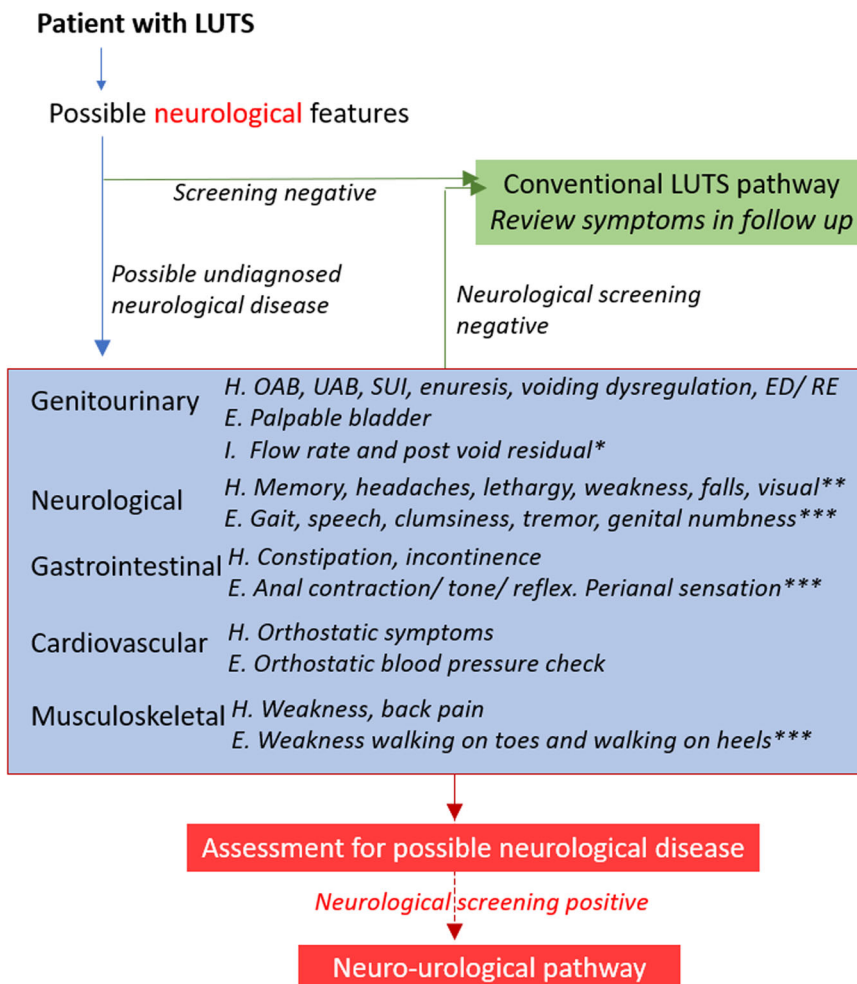 Patient with LUTS
Possible neurological features
Screening negative
Conventional LUTS pathway
Review symptoms in follow up
Possible undiagnosed
neurological disease
Neurological screening
negative
Genitourinary
H. OAB, UAB, SUI, enuresis, voiding dysregulation, ED/ RE
E. Palpable bladder
I. Flow rate and post void residual*
Neurological
H. Memory, headaches, lethargy, weakness, falls, visual**
E. Gait, speech, clumsiness, tremor, genital numbness***
Gastrointestinal
H. Constipation, incontinence
E. Anal contraction/ tone/ reflex. Perianal sensation***
Cardiovascular
H. Orthostatic symptoms
E. Orthostatic blood pressure check
Musculoskeletal
H. Weakness, back pain
E. Weakness walking on toes and walking on heels***
Assessment for possible neurological disease
Neurological screening positive
Neuro-urological pathway